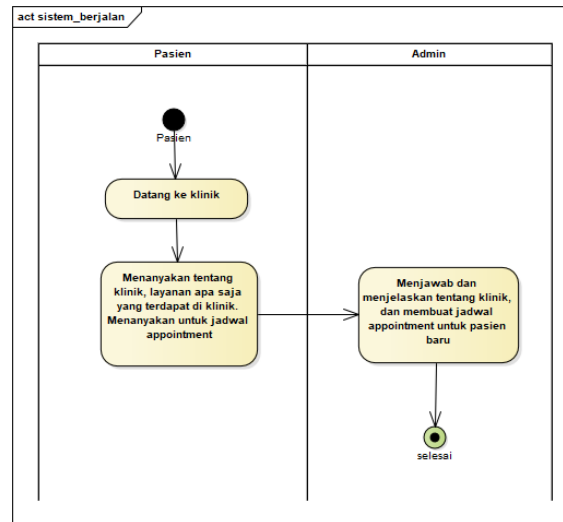 act sistem_berjalan
Pasien
Admin
Pasien
Datang ke klinik
Menanyakan tentang
klinik, layanan apa saja
yang terdapat di klinik.
Menanyakan untuk jadwal
appointment
Menjawab dan
menjelaskan tentang klinik,
dan membuat jadwal
appointment untuk pasien
baru
selesai